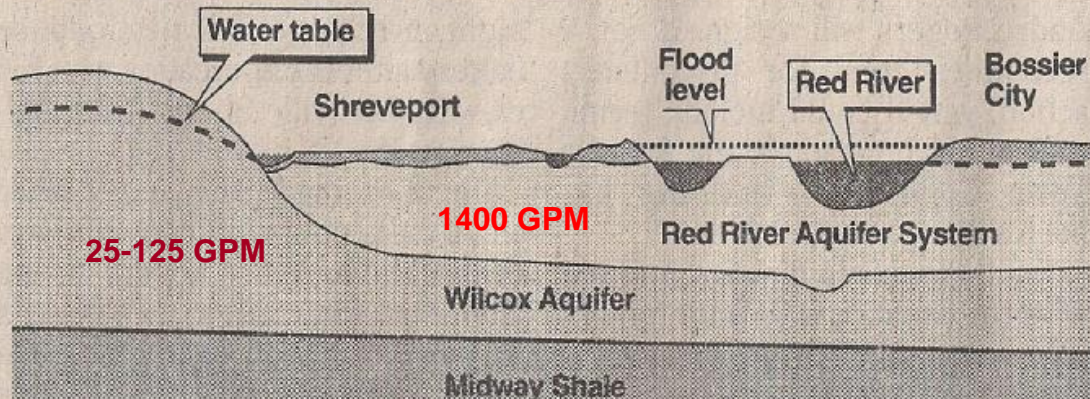 Water table
Shreveport
Flood
level
Red River
Bossier
City
1400 GPM
25-125 GPM
Red River Aquifer System
Wilcox Aquifer
Midway Shale